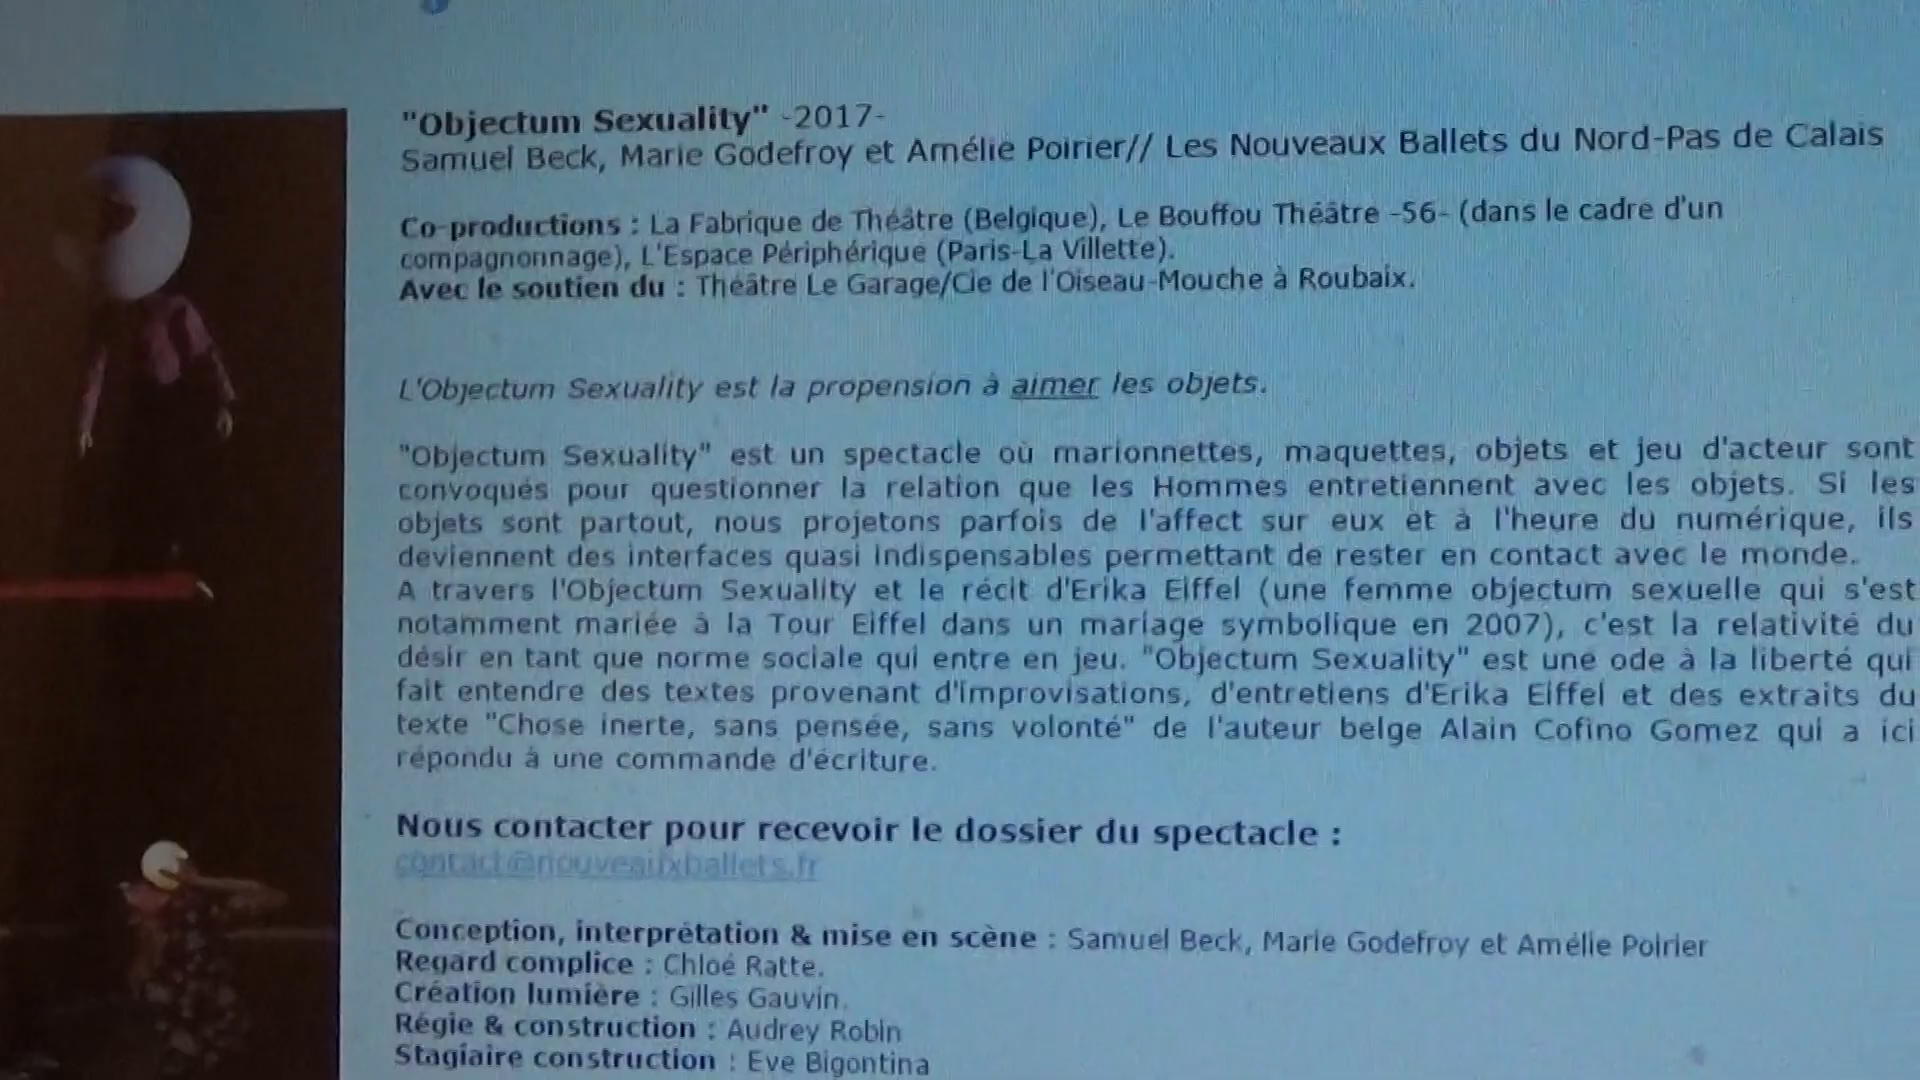 "Objectum Sexuality" -2017-
Samuel Beck, Marie Godefroy et Amélie Poirier// Les Nouveaux Ballets du Nord-Pas de Calais
Co-productions : La Fabrique de Théâtre (Belgique), Le Bouffou Théâtre -56- (dans le cadre d'un
compagnonnage), L'Espace Périphérique (Paris-La Villette).
Avec le soutien du : Théâtre Le Garage/Cie de l'Oiseau-Mouche à Roubaix.
L'Objectum Sexuality est la propension à aimer les objets.
"Objectum Sexuality" est un spectacle où marionnettes, maquettes, objets et jeu d'acteur sont
convoqués pour questionner la relation que les Hommes entretiennent avec les objets. Si les
objets sont partout, nous projetons parfois de l'affect sur eux et à l'heure du numérique, ils
deviennent des interfaces quasi indispensables permettant de rester en contact avec le monde.
A travers l'Objectum Sexuality et le récit d'Erika Eiffel (une femme objectum sexuelle qui s'est
notamment mariée à la Tour Eiffel dans un mariage symbolique en 2007), c'est la relativité du
désir en tant que norme sociale qui entre en jeu. "Objectum Sexuality" est une ode à la liberté qui
fait entendre des textes provenant d'improvisations, d'entretiens d'Erika Eiffel et des extraits du
texte "Chose inerte, sans pensée, sans volonté" de l'auteur belge Alain Cofino Gomez qui a ici
répondu à une commande d'écriture.
Nous contacter pour recevoir le dossier du spectacle :
contact@nouveauxballets.fr
Conception, interprétation & mise en scène : Samuel Beck, Marie Godefroy et Amélie Poirier
Regard complice : Chloé Ratte.
Création lumière : Gilles Gauvin.
Régie & construction : Audrey Robin
Stagiaire construction : Eve Bigontina